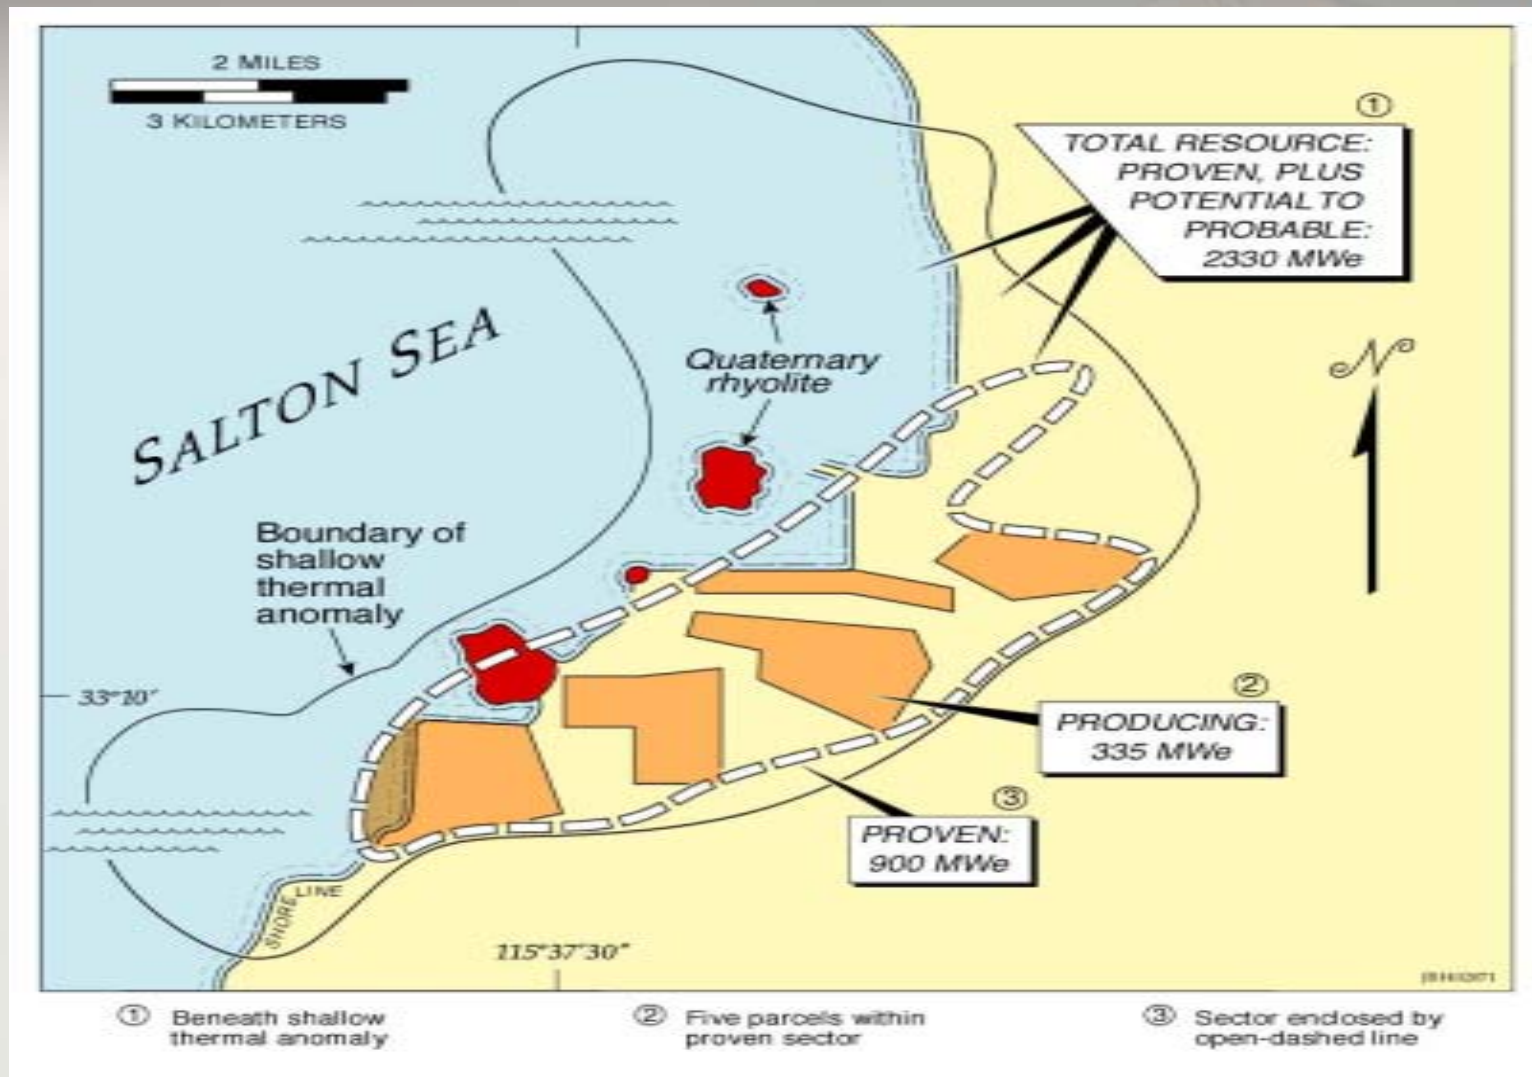 2 MILES
3 KILOMETERS
①
TOTAL RESOURCE:
PROVEN, PLUS
POTENTIAL TO
PROBABLE:
2330 MWe
SALTON SEA
Quaternary
rhyolite
N
Boundary of
shallow
thermal
anomaly
33°10'
②
PRODUCING:
335 MWe
③
PROVEN:
900 MWe
SHORE LINE
115°37'30"
① Beneath shallow
thermal anomaly
② Five parcels within
proven sector
③ Sector enclosed by
open-dashed line